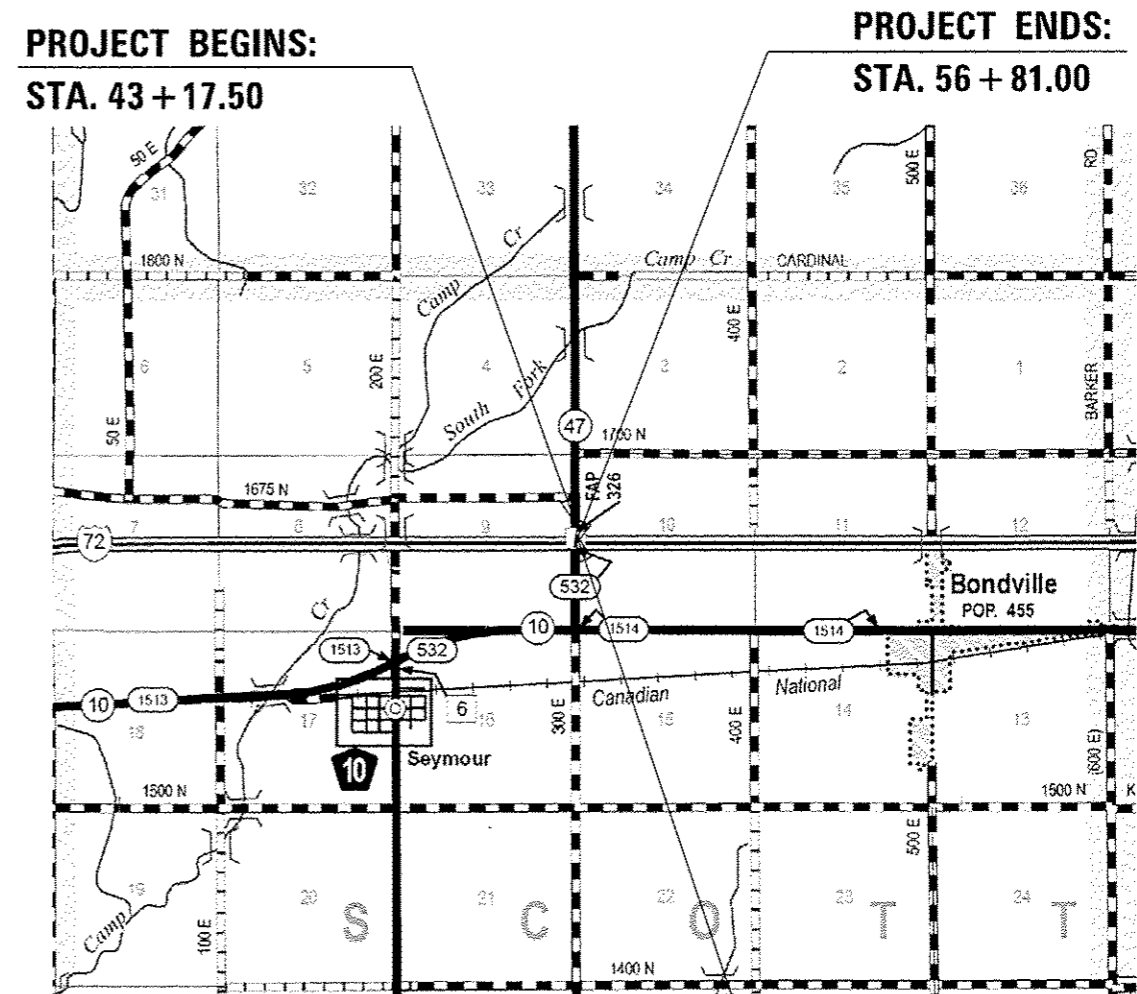 PROJECT BEGINS:
STA. 43 + 17.50
PROJECT ENDS:
STA. 56 + 81.00
50 E
31
32
33
34
35
500 E
36
RD
1800 N
Camp Cr
Camp Cr
CARDINAL
6
5
200 E
4
South Fork
400 E
2
1
BARKER
50 E
47
1700 N
1675 N
FAP
326
7
8
9
10
11
12
72
532
Bondville
POP. 455
Cr
1513
532
10
1514
1514
10
1513
Canadian National
6
18
17
16
15
14
13
300 E
400 E
(600 E)
10
Seymour
1500 N
1500 N
K
500 E
19
20
21
22
23
24
S C O T T
Camp
100 E
1400 N